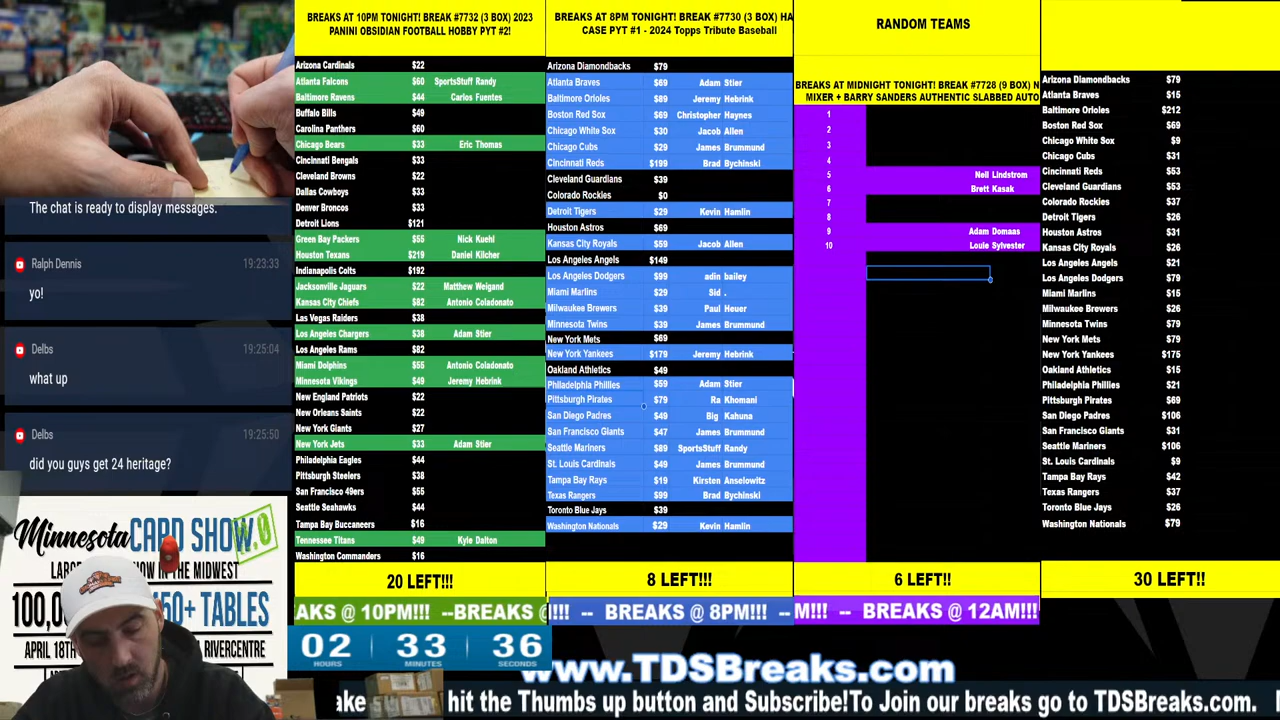 The chat is ready to display messages.
Ralph Dennis 19:23:33
yo!
Delbs 19:25:04
what up
Delbs 19:25:50
did you guys get 24 heritage?
Minnesota CARD SHOW
.0
IN THE MIDWEST
100,0
TABLES
APRIL 18TH
RIVERCENTRE
BREAKS AT 10PM TONIGHT! BREAK #7732 (3 BOX) 2023
PANINI OBSIDIAN FOOTBALL HOBBY PYT #2!
Arizona Cardinals $22
Atlanta Falcons $60 SportsStuff Randy
Baltimore Ravens $44 Carlos Fuentes
Buffalo Bills $49
Carolina Panthers $60
Chicago Bears $33 Eric Thomas
Cincinnati Bengals $33
Cleveland Browns $22
Dallas Cowboys $33
Denver Broncos $33
Detroit Lions $121
Green Bay Packers $55 Nick Kuehl
Houston Texans $219 Daniel Kilcher
Indianapolis Colts $192
Jacksonville Jaguars $22 Matthew Weigand
Kansas City Chiefs $82 Antonio Coladonato
Las Vegas Raiders $38
Los Angeles Chargers $38 Adam Stier
Los Angeles Rams $82
Miami Dolphins $55 Antonio Coladonato
Minnesota Vikings $49 Jeremy Hebrink
New England Patriots $22
New Orleans Saints $22
New York Giants $27
New York Jets $33 Adam Stier
Philadelphia Eagles $44
Pittsburgh Steelers $38
San Francisco 49ers $55
Seattle Seahawks $44
Tampa Bay Buccaneers $16
Tennessee Titans $49 Kyle Dalton
Washington Commanders $16
20 LEFT!!!
AKS @ 10PM!!! --BREAKS @
02 33 36
HOURS MINUTES SECONDS
BREAKS AT 8PM TONIGHT! BREAK #7730 (3 BOX) HA
CASE PYT #1 - 2024 Topps Tribute Baseball
Arizona Diamondbacks $79
Atlanta Braves $69 Adam Stier
Baltimore Orioles $89 Jeremy Hebrink
Boston Red Sox $69 Christopher Haynes
Chicago White Sox $30 Jacob Allen
Chicago Cubs $29 James Brummund
Cincinnati Reds $199 Brad Bychinski
Cleveland Guardians $39
Colorado Rockies $0
Detroit Tigers $29 Kevin Hamlin
Houston Astros $69
Kansas City Royals $59 Jacob Allen
Los Angeles Angels $149
Los Angeles Dodgers $99 adin bailey
Miami Marlins $29 Sid .
Milwaukee Brewers $39 Paul Heuer
Minnesota Twins $39 James Brummund
New York Mets $69
New York Yankees $179 Jeremy Hebrink
Oakland Athletics $49
Philadelphia Phillies $59 Adam Stier
Pittsburgh Pirates $79 Ra Khomani
San Diego Padres $49 Big Kahuna
San Francisco Giants $47 James Brummund
Seattle Mariners $89 SportsStuff Randy
St. Louis Cardinals $49 James Brummund
Tampa Bay Rays $19 Kirsten Anselowitz
Texas Rangers $99 Brad Bychinski
Toronto Blue Jays $39
Washington Nationals $29 Kevin Hamlin
8 LEFT!!!
!!! -- BREAKS @ 8PM!!! --
RANDOM TEAMS
BREAKS AT MIDNIGHT TONIGHT! BREAK #7728 (9 BOX) N
MIXER + BARRY SANDERS AUTHENTIC SLABBED AUTO
1
2
3
4
5 Neil Lindstrom
6 Brett Kasak
7
8
9 Adam Domaas
10 Louie Sylvester
6 LEFT!!
M!!! -- BREAKS @ 12AM!!!
Arizona Diamondbacks $79
Atlanta Braves $15
Baltimore Orioles $212
Boston Red Sox $69
Chicago White Sox $9
Chicago Cubs $31
Cincinnati Reds $53
Cleveland Guardians $53
Colorado Rockies $37
Detroit Tigers $26
Houston Astros $31
Kansas City Royals $26
Los Angeles Angels $21
Los Angeles Dodgers $79
Miami Marlins $15
Milwaukee Brewers $26
Minnesota Twins $79
New York Mets $79
New York Yankees $175
Oakland Athletics $15
Philadelphia Phillies $21
Pittsburgh Pirates $69
San Diego Padres $106
San Francisco Giants $31
Seattle Mariners $106
St. Louis Cardinals $9
Tampa Bay Rays $42
Texas Rangers $37
Toronto Blue Jays $26
Washington Nationals $79
30 LEFT!!
www.TDSBreaks.com
ake hit the Thumbs up button and Subscribe!To Join our breaks go to TDSBreaks.com.